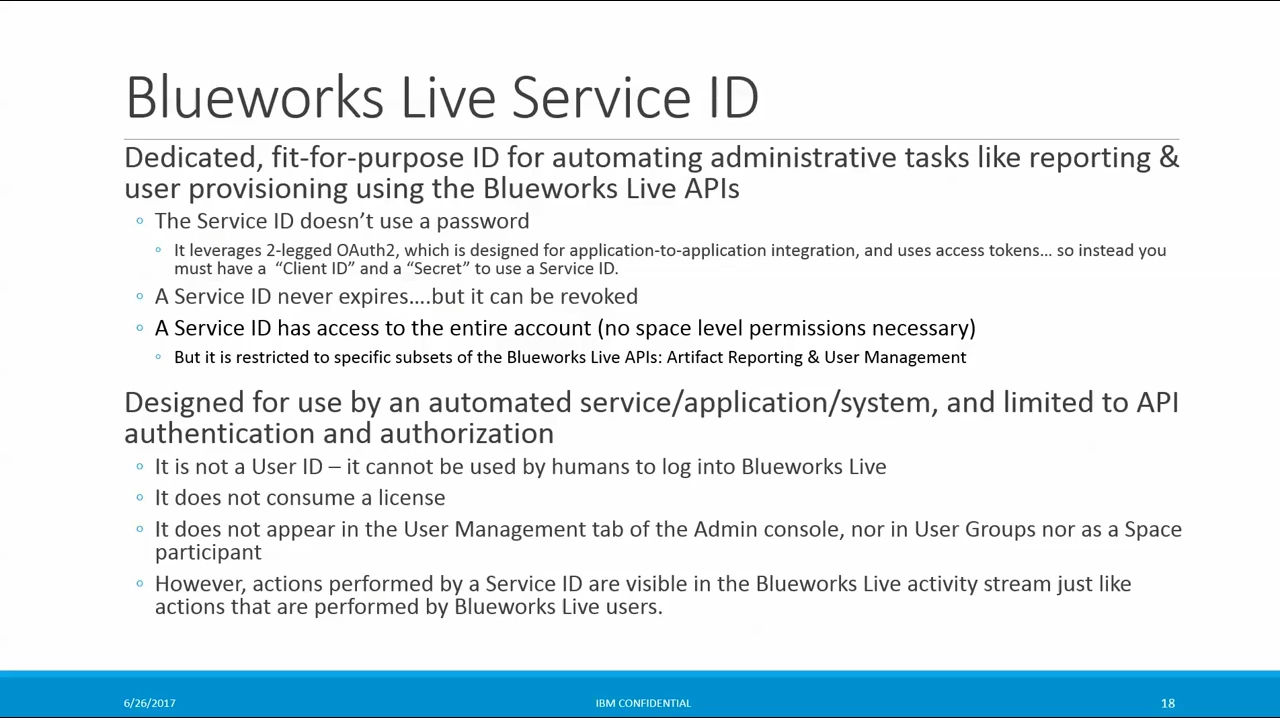 Blueworks Live Service ID
Dedicated, fit-for-purpose ID for automating administrative tasks like reporting &
user provisioning using the Blueworks Live APIs
The Service ID doesn’t use a password
It leverages 2-legged OAuth2, which is designed for application-to-application integration, and uses access tokens… so instead you
must have a “Client ID” and a “Secret” to use a Service ID.
A Service ID never expires….but it can be revoked
A Service ID has access to the entire account (no space level permissions necessary)
But it is restricted to specific subsets of the Blueworks Live APIs: Artifact Reporting & User Management
Designed for use by an automated service/application/system, and limited to API
authentication and authorization
It is not a User ID – it cannot be used by humans to log into Blueworks Live
It does not consume a license
It does not appear in the User Management tab of the Admin console, nor in User Groups nor as a Space
participant
However, actions performed by a Service ID are visible in the Blueworks Live activity stream just like
actions that are performed by Blueworks Live users.
6/26/2017
IBM CONFIDENTIAL
18